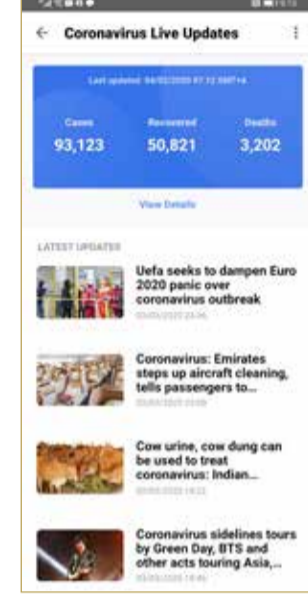 Coronavirus Live Updates
Cases Recovered Deaths
93,123 50,821 3,202
View Details
LATEST UPDATES
Uefa seeks to dampen Euro
2020 panic over
coronavirus outbreak
Coronavirus: Emirates
steps up aircraft cleaning,
tells passengers to...
Cow urine, cow dung can
be used to treat
coronavirus: Indian...
Coronavirus sidelines tours
by Green Day, BTS and
other acts touring Asia,...